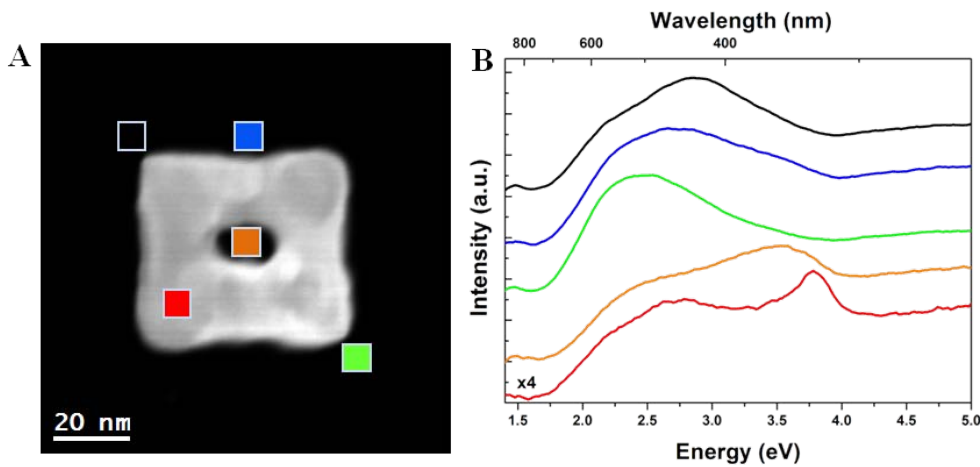 A
20 nm
B
Wavelength (nm)
800 600 400
Intensity (a.u.)
x4
1.5 2.0 2.5 3.0 3.5 4.0 4.5 5.0
Energy (eV)